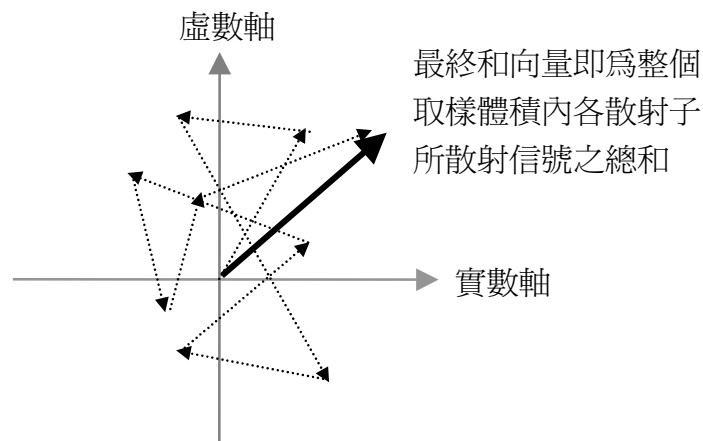 虛數軸
最終和向量即爲整個
取樣體積內各散射子
所散射信號之總和
實數軸